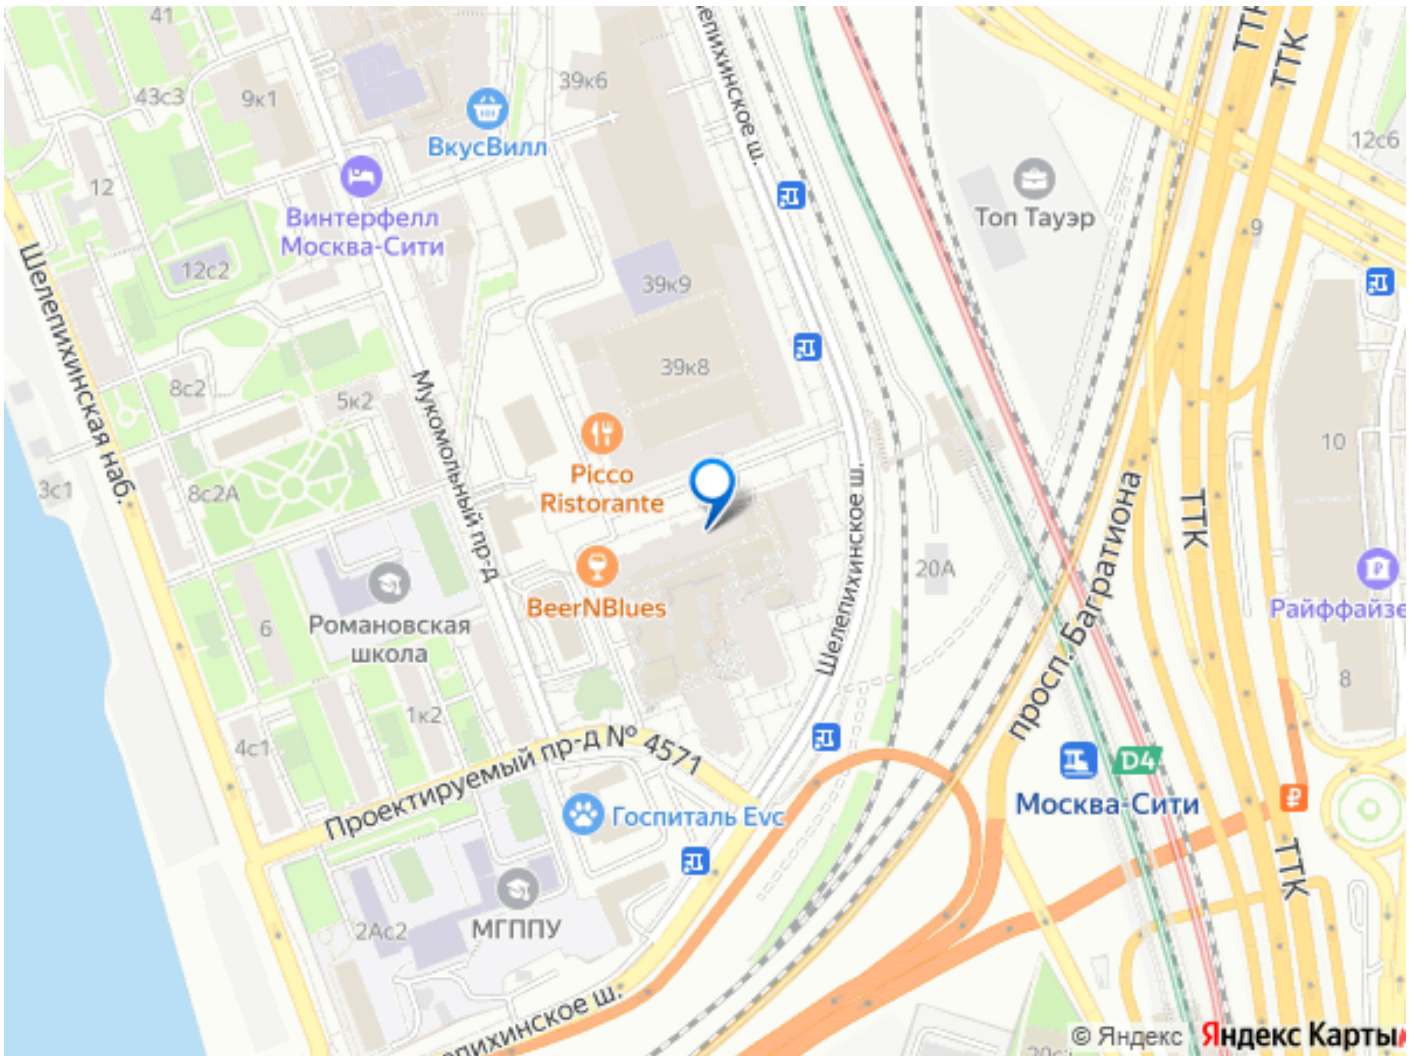 41
43с3
9к1
39к6
ВкусВилл
12
Винтерфелл
Москва-Сити
12с2
Шелепихинская наб.
елепихинское ш.
39к9
39к8
8с2
5к2
Мукомольный пр-д
3с1
8с2А
Picco
Ristorante
BeerNBlues
Романовская
школа
6
1к2
4с1
Проектируемый пр-д № 4571
Госпиталь Evc
МГППУ
2Ас2
елепихинское ш.
Шелепихинское ш.
20А
Топ Тауэр
ТТК
ТТК
12с6
9
10
ТТК
просп. Багратиона
Райффайзе
8
D4
Москва-Сити
ТТК
© Яндекс
Яндекс Карты